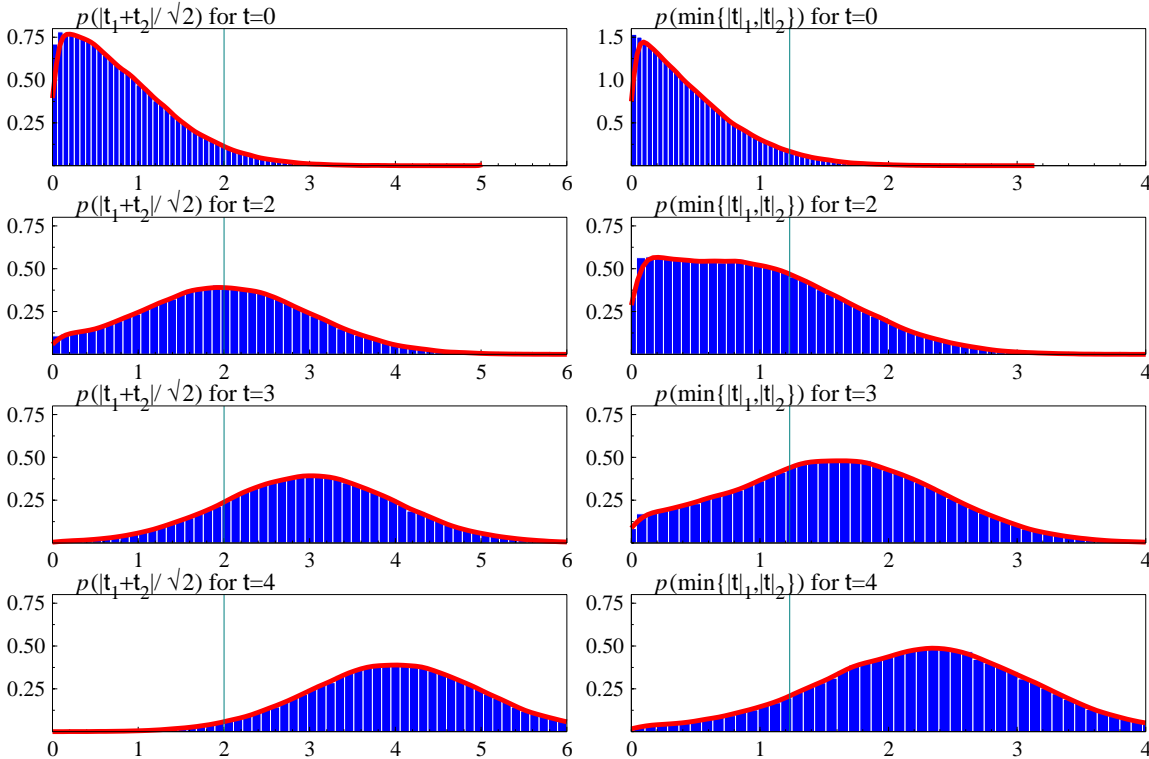 p(|t₁+t₂|/ √2) for t=0
0.75
0.50
0.25
0 1 2 3 4 5 6
p(min{|t|₁,|t|₂}) for t=0
1.5
1.0
0.5
0 1 2 3 4
p(|t₁+t₂|/ √2) for t=2
0.75
0.50
0.25
0 1 2 3 4 5 6
p(min{|t|₁,|t|₂}) for t=2
0.75
0.50
0.25
0 1 2 3 4
p(|t₁+t₂|/ √2) for t=3
0.75
0.50
0.25
0 1 2 3 4 5 6
p(min{|t|₁,|t|₂}) for t=3
0.75
0.50
0.25
0 1 2 3 4
p(|t₁+t₂|/ √2) for t=4
0.75
0.50
0.25
0 1 2 3 4 5 6
p(min{|t|₁,|t|₂}) for t=4
0.75
0.50
0.25
0 1 2 3 4